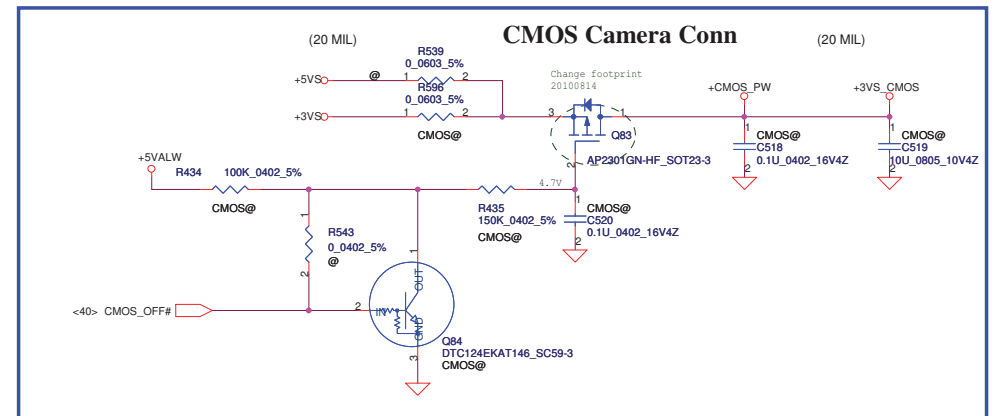 CMOS Camera Conn
(20 MIL)
(20 MIL)
R539
0_0603_5%
+5VS
@
1
2
R596
0_0603_5%
+3VS
1
2
CMOS@
Change footprint
20100814
3
1
Q83
2
AP2301GN-HF_SOT23-3
+CMOS_PW
+3VS_CMOS
1
CMOS@
C518
0.1U_0402_16V4Z
2
1
CMOS@
C519
10U_0805_10V4Z
2
+5VALW
R434
100K_0402_5%
CMOS@
R435
150K_0402_5%
CMOS@
4.7V
1
CMOS@
C520
0.1U_0402_16V4Z
2
1
R543
0_0402_5%
@
2
<40> CMOS_OFF#
2
IN
1
OUT
GND
3
Q84
DTC124EKAT146_SC59-3
CMOS@